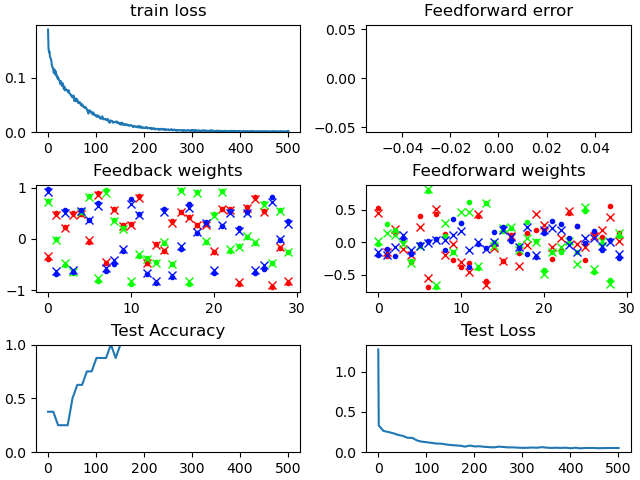 train loss
Feedforward error
0.1
0.0
0 100 200 300 400 500
0.05
0.00
−0.05
−0.04 −0.02 0.00 0.02 0.04
Feedback weights
Feedforward weights
1
0
−1
0 10 20 30
0.5
0.0
−0.5
0 10 20 30
Test Accuracy
Test Loss
1.0
0.5
0.0
0 100 200 300 400 500
1.0
0.5
0.0
0 100 200 300 400 500